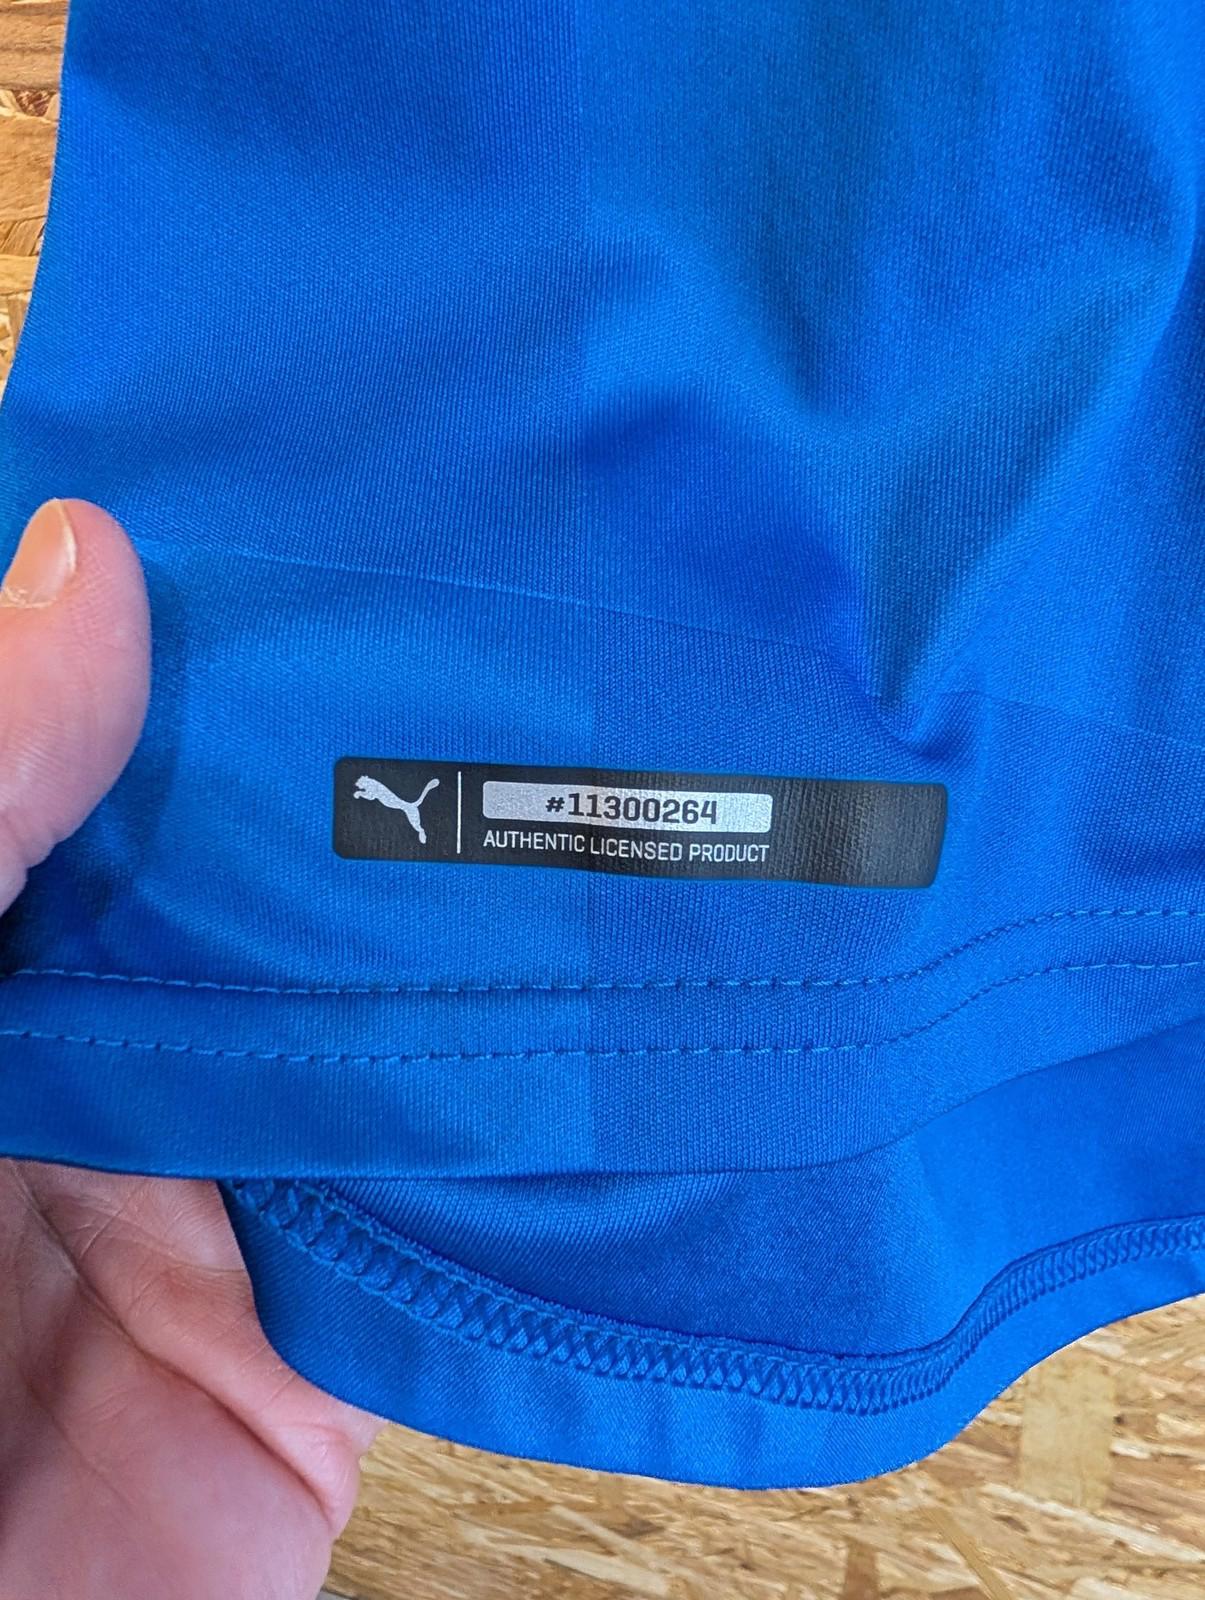 #11300264
AUTHENTIC LICENSED PRODUCT